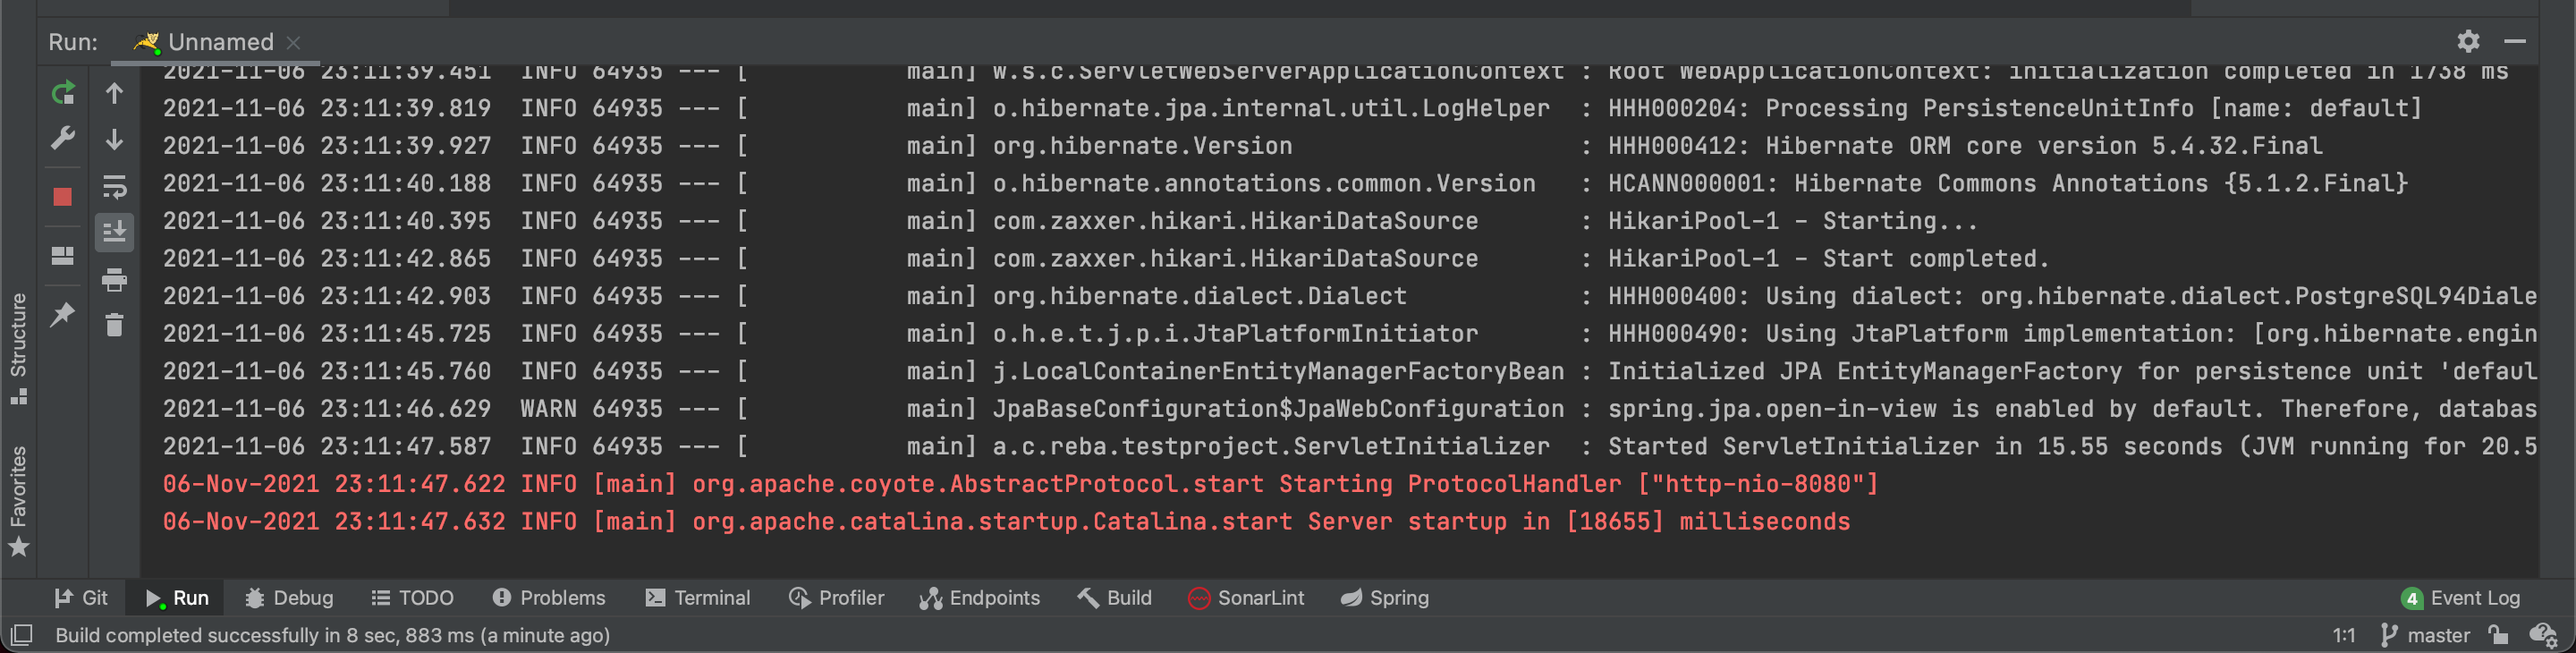 Run: Unnamed
2021-11-06 23:11:39.451  INFO 64935 --- [           main] w.s.c.ServletWebServerApplicationContext : Root WebApplicationContext: initialization completed in 1738 ms
2021-11-06 23:11:39.819  INFO 64935 --- [           main] o.hibernate.jpa.internal.util.LogHelper  : HHH000204: Processing PersistenceUnitInfo [name: default]
2021-11-06 23:11:39.927  INFO 64935 --- [           main] org.hibernate.Version                    : HHH000412: Hibernate ORM core version 5.4.32.Final
2021-11-06 23:11:40.188  INFO 64935 --- [           main] o.hibernate.annotations.common.Version   : HCANN000001: Hibernate Commons Annotations {5.1.2.Final}
2021-11-06 23:11:40.395  INFO 64935 --- [           main] com.zaxxer.hikari.HikariDataSource       : HikariPool-1 - Starting...
2021-11-06 23:11:42.865  INFO 64935 --- [           main] com.zaxxer.hikari.HikariDataSource       : HikariPool-1 - Start completed.
2021-11-06 23:11:42.903  INFO 64935 --- [           main] org.hibernate.dialect.Dialect            : HHH000400: Using dialect: org.hibernate.dialect.PostgreSQL94Diale
2021-11-06 23:11:45.725  INFO 64935 --- [           main] o.h.e.t.j.p.i.JtaPlatformInitiator       : HHH000490: Using JtaPlatform implementation: [org.hibernate.engin
2021-11-06 23:11:45.760  INFO 64935 --- [           main] j.LocalContainerEntityManagerFactoryBean : Initialized JPA EntityManagerFactory for persistence unit 'defaul
2021-11-06 23:11:46.629  WARN 64935 --- [           main] JpaBaseConfiguration$JpaWebConfiguration : spring.jpa.open-in-view is enabled by default. Therefore, databas
2021-11-06 23:11:47.587  INFO 64935 --- [           main] a.c.reba.testproject.ServletInitializer  : Started ServletInitializer in 15.55 seconds (JVM running for 20.5
06-Nov-2021 23:11:47.622 INFO [main] org.apache.coyote.AbstractProtocol.start Starting ProtocolHandler ["http-nio-8080"]
06-Nov-2021 23:11:47.632 INFO [main] org.apache.catalina.startup.Catalina.start Server startup in [18655] milliseconds
Structure
Favorites
Git Run Debug TODO Problems Terminal Profiler Endpoints Build SonarLint Spring 4 Event Log
Build completed successfully in 8 sec, 883 ms (a minute ago) 1:1 master